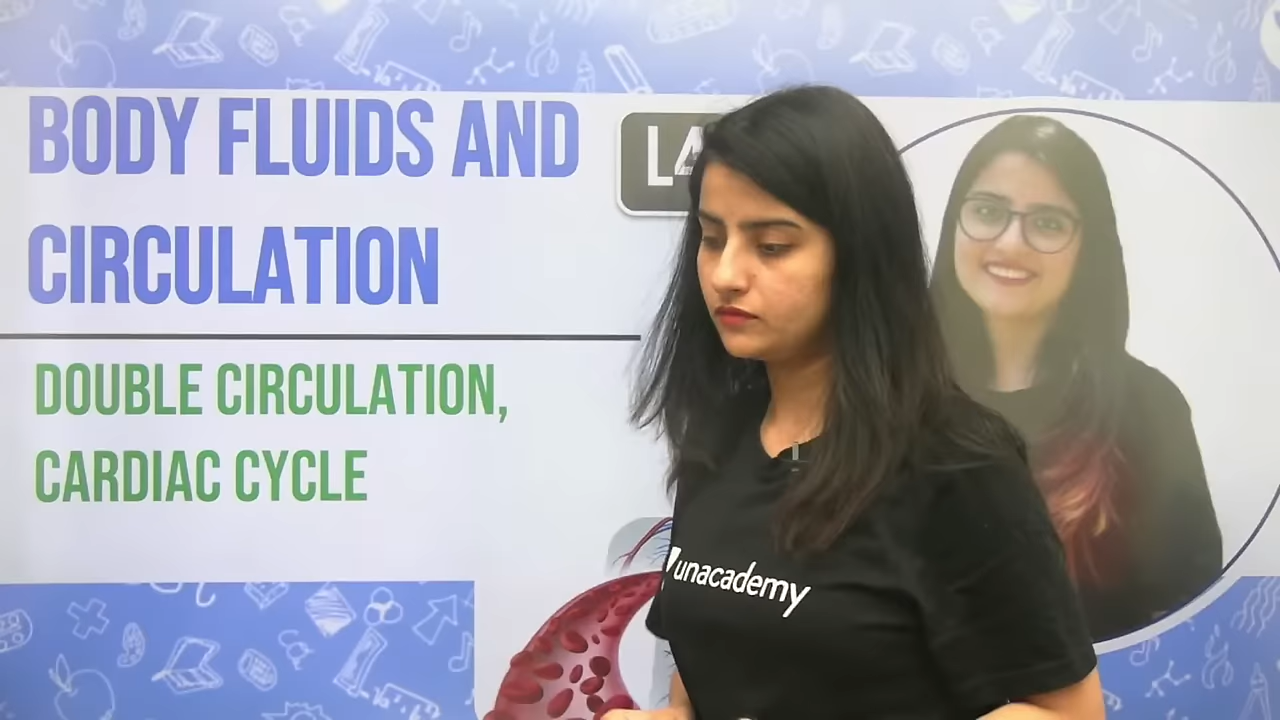 BODY FLUIDS AND
CIRCULATION
DOUBLE CIRCULATION,
CARDIAC CYCLE
unacademy